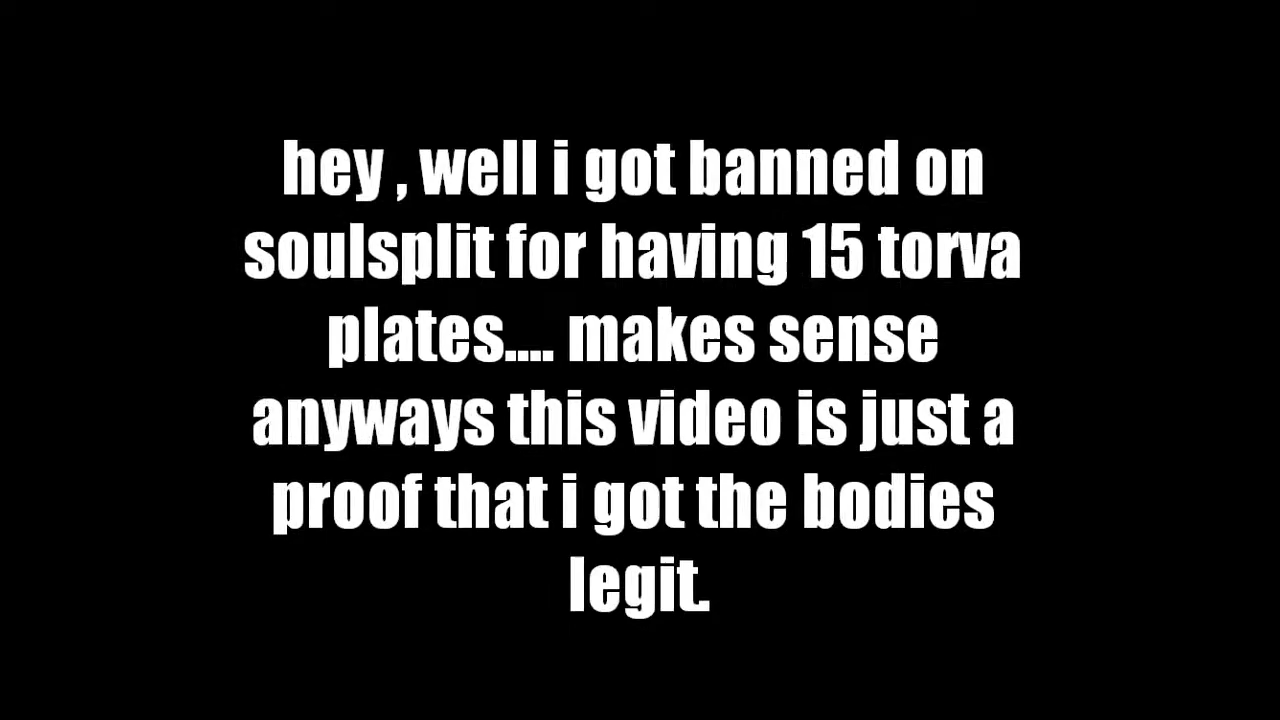 hey , well i got banned on
soulsplit for having 15 torva
plates.... makes sense
anyways this video is just a
proof that i got the bodies
legit.